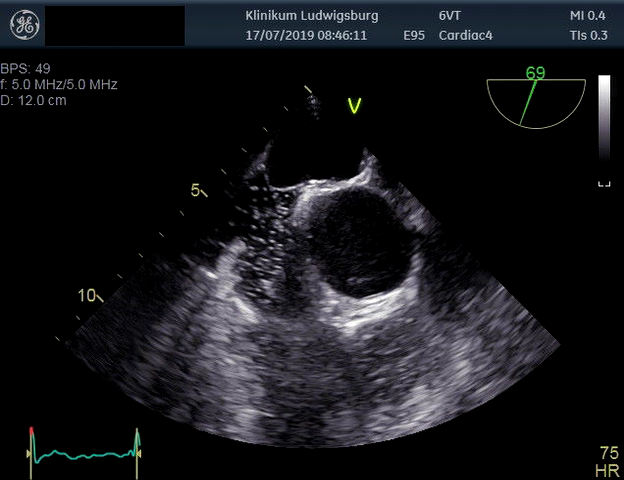 GE
Klinikum Ludwigsburg 6VT MI 0.4
17/07/2019 08:46:11 E95 Cardiac4 TIs 0.3
BPS: 49
f: 5.0 MHz/5.0 MHz
D: 12.0 cm
V
69
5
10
75
HR